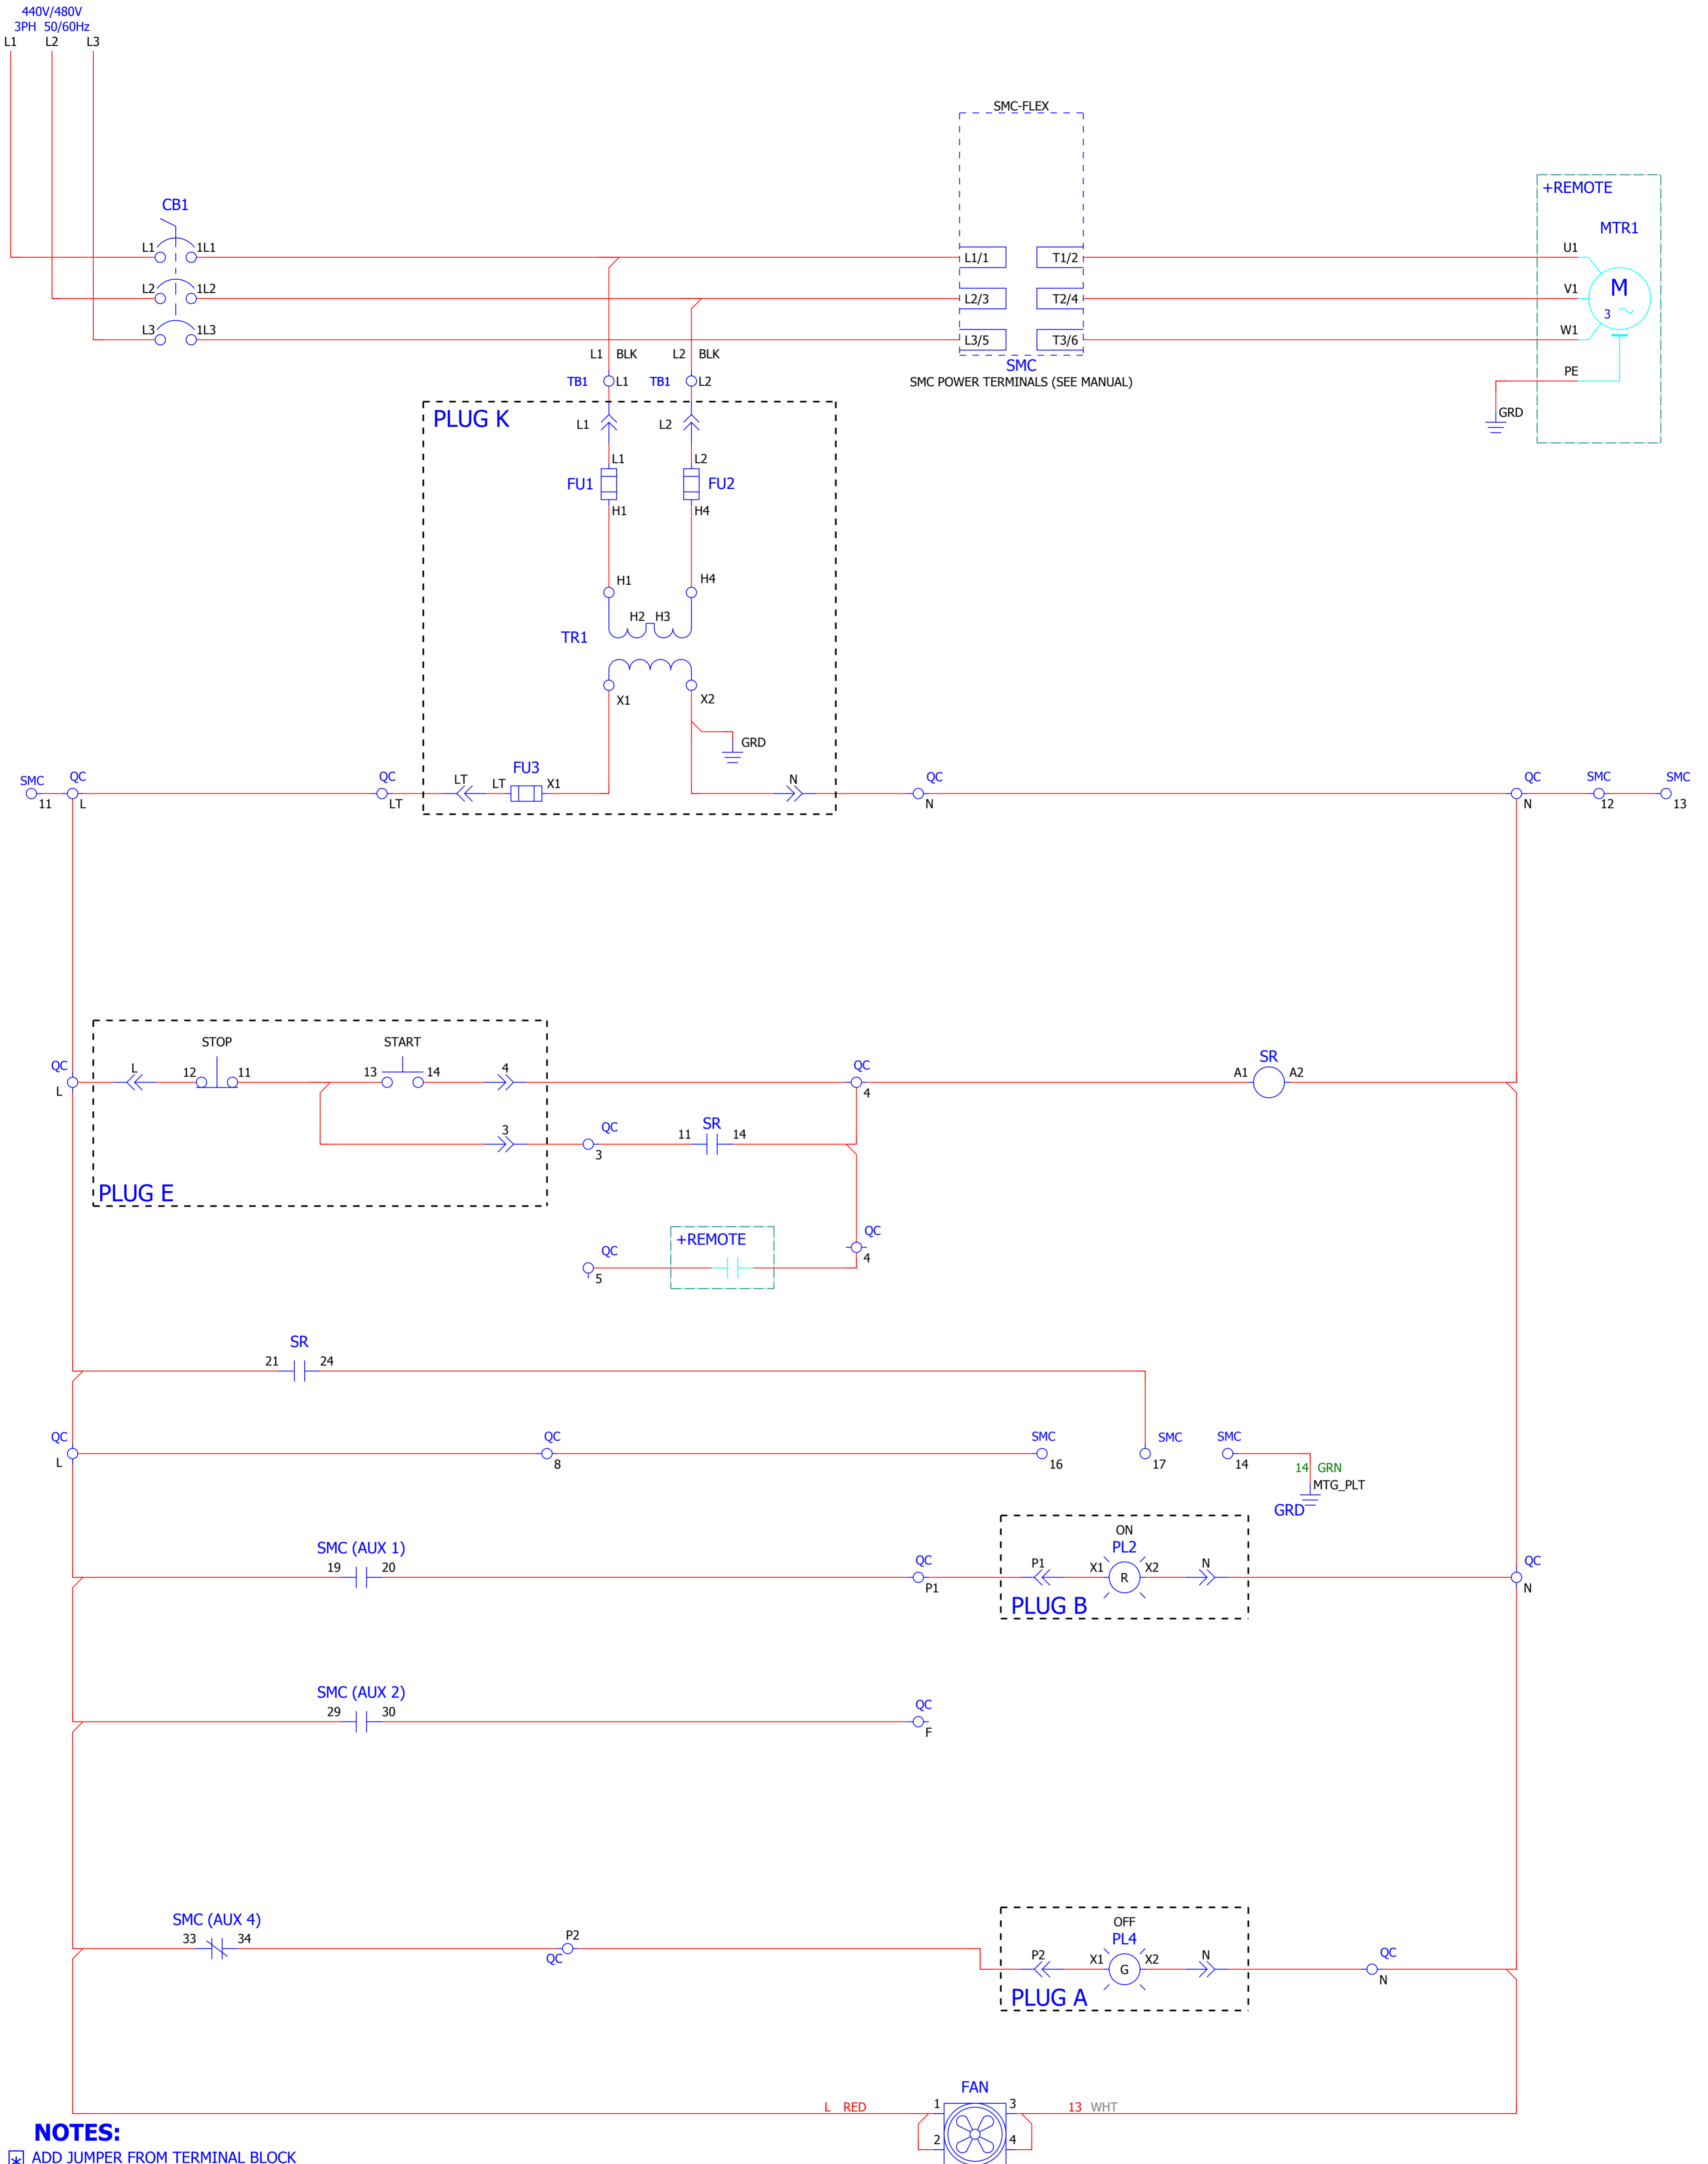 440V/480V
3PH 50/60Hz
L1 L2 L3
SMC-FLEX
+REMOTE
CB1
MTR1
L1 1L1
L1/1 T1/2
U1
L2 1L2
L2/3 T2/4
V1
M
3
L3 1L3
L3/5 T3/6
W1
L1 BLK L2 BLK
SMC
SMC POWER TERMINALS (SEE MANUAL)
PE
TB1 L1 TB1 L2
GRD
PLUG K
L1 L2
L1 L2
FU1 FU2
H1 H4
H1 H4
H2 H3
TR1
X1 X2
GRD
SMC QC QC LT LT FU3 X1 N QC QC SMC SMC
11 L LT N N 12 13
STOP START
QC L 12 11 13 14 4 QC SR
L 4 A1 A2
3 QC 11 SR 14
3
PLUG E
QC +REMOTE QC
5 4
SR
21 24
QC QC SMC SMC SMC
L 8 16 17 14
14 GRN
MTG_PLT
GRD
ON
SMC (AUX 1) PL2
19 20 QC P1 X1 R X2 N QC
P1 N
PLUG B
SMC (AUX 2)
29 30 QC
F
SMC (AUX 4) OFF
33 34 P2 PL4
QC P2 X1 G X2 N QC
N
PLUG A
FAN
L RED 1 3 13 WHT
2 4
NOTES:
* ADD JUMPER FROM TERMINAL BLOCK